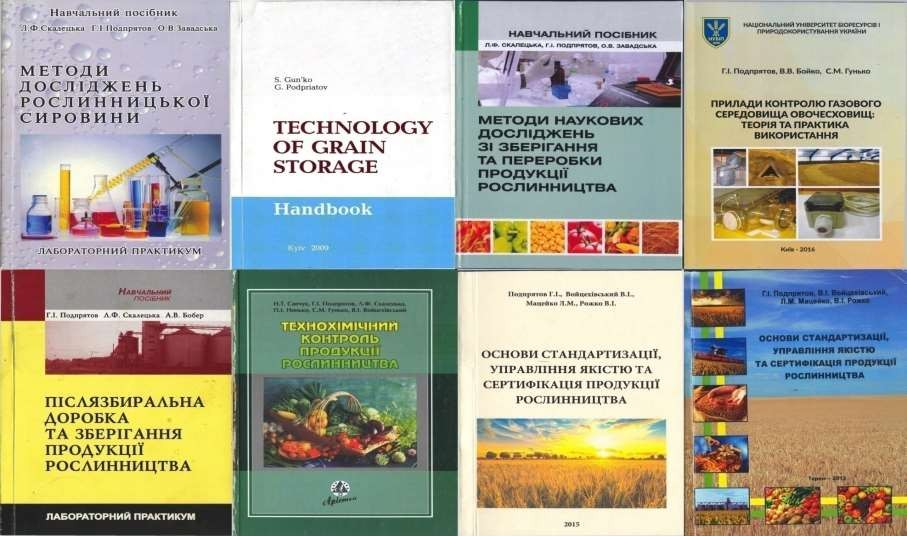 Навчальний посібник
Л.Ф.Скалецька Г.І.Подпрятов О.В.Завадська
МЕТОДИ
ДОСЛІДЖЕНЬ
РОСЛИННИЦЬКОЇ
СИРОВИНИ
ЛАБОРАТОРНИЙ ПРАКТИКУМ
S. Gun'ko
G. Podpriatov
TECHNOLOGY
OF GRAIN
STORAGE
Handbook
Kyiv 2009
НАВЧАЛЬНИЙ ПОСІБНИК
Л.Ф. СКАЛЕЦЬКА, Г.І. ПОДПРЯТОВ, О.В. ЗАВАДСЬКА
МЕТОДИ НАУКОВИХ
ДОСЛІДЖЕНЬ
ЗІ ЗБЕРІГАННЯ
ТА ПЕРЕРОБКИ
ПРОДУКЦІЇ
РОСЛИННИЦТВА
НАЦІОНАЛЬНИЙ УНІВЕРСИТЕТ БІОРЕСУРСІВ І
ПРИРОДОКОРИСТУВАННЯ УКРАЇНИ
Г.І. Подпрятов, В.В. Бойко, С.М. Гунько
ПРИЛАДИ КОНТРОЛЮ ГАЗОВОГО
СЕРЕДОВИЩА ОВОЧЕСХОВИЩ:
ТЕОРІЯ ТА ПРАКТИКА
ВИКОРИСТАННЯ
Київ - 2016
НАВЧАЛЬНИЙ
ПОСІБНИК
Г.І. Подпрятов Л.Ф. Скалецька А.В. Бобер
ПІСЛЯЗБИРАЛЬНА
ДОРОБКА
ТА ЗБЕРІГАННЯ
ПРОДУКЦІЇ
РОСЛИННИЦТВА
ЛАБОРАТОРНИЙ ПРАКТИКУМ
Г.І. Подпрятов, Л.Ф. Скалецька,
С.М. Гунько, В.І. Войцехівський
ТЕХНОХІМІЧНИЙ
КОНТРОЛЬ
ПРОДУКЦІЇ
РОСЛИННИЦТВА
Подпрятов Г.І., Войцехівський В.І.,
Мацейко Л.М., Рожко В.І.
ОСНОВИ СТАНДАРТИЗАЦІЇ,
УПРАВЛІННЯ ЯКІСТЮ ТА
СЕРТИФІКАЦІЯ ПРОДУКЦІЇ
РОСЛИННИЦТВА
2015
Г.І. Подпрятов, В.І. Войцехівський,
Л.М. Мацейко, В.І. Рожко
ОСНОВИ СТАНДАРТИЗАЦІЇ,
УПРАВЛІННЯ ЯКІСТЮ
ТА СЕРТИФІКАЦІЯ ПРОДУКЦІЇ
РОСЛИННИЦТВА